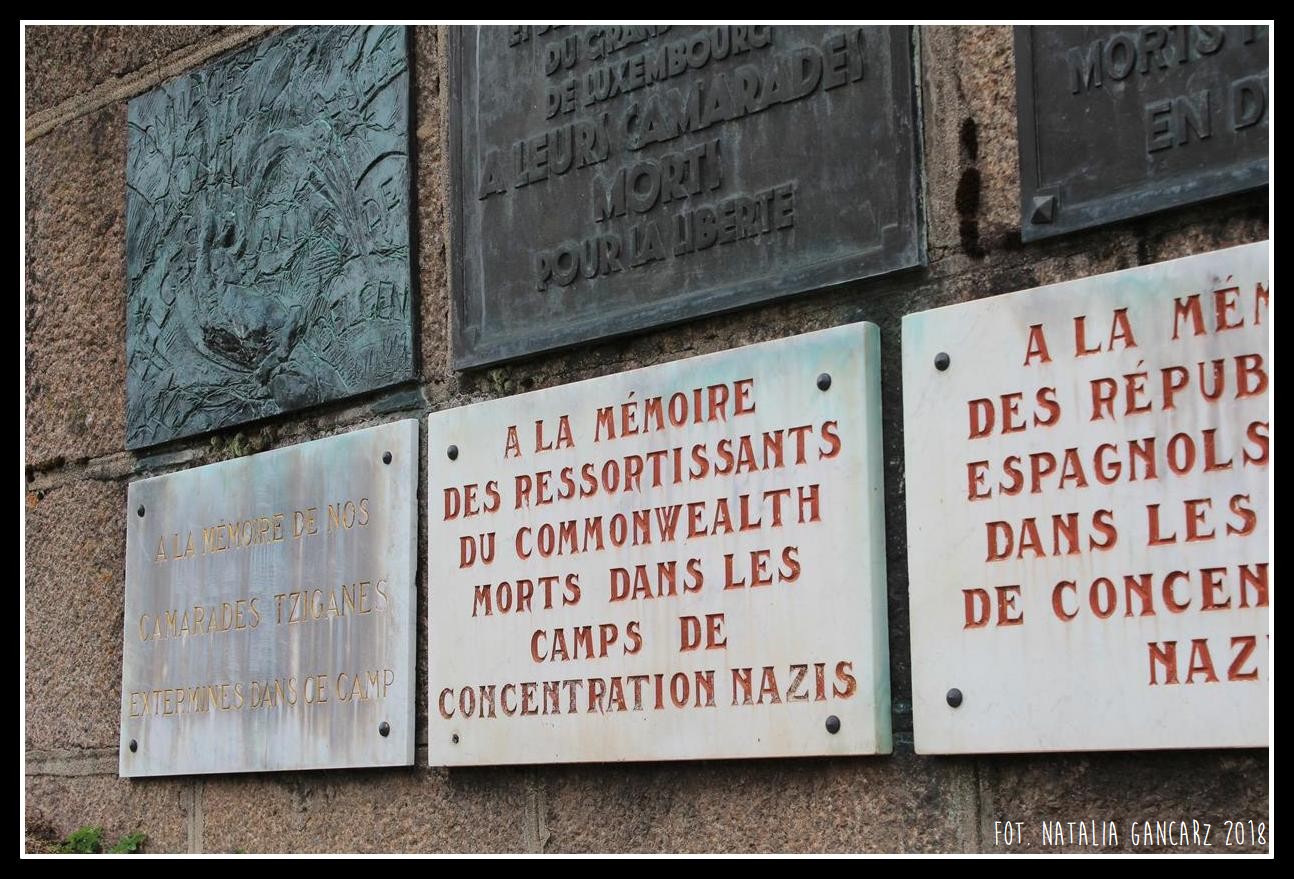 DU GRAND
DE LUXEMBOURG
A LEURS CAMARADES
MORTS
POUR LA LIBERTE
MORTS
EN D
A LA MÉMOIRE DE NOS
CAMARADES TZIGANES
EXTERMINES DANS CE CAMP
A LA MÉMOIRE
DES RESSORTISSANTS
DU COMMONWEALTH
MORTS DANS LES
CAMPS DE
CONCENTRATION NAZIS
A LA MÉM
DES RÉPUB
ESPAGNOLS
DANS LES
DE CONCEN
NAZI
FOT. NATALIA GANCARZ 2018